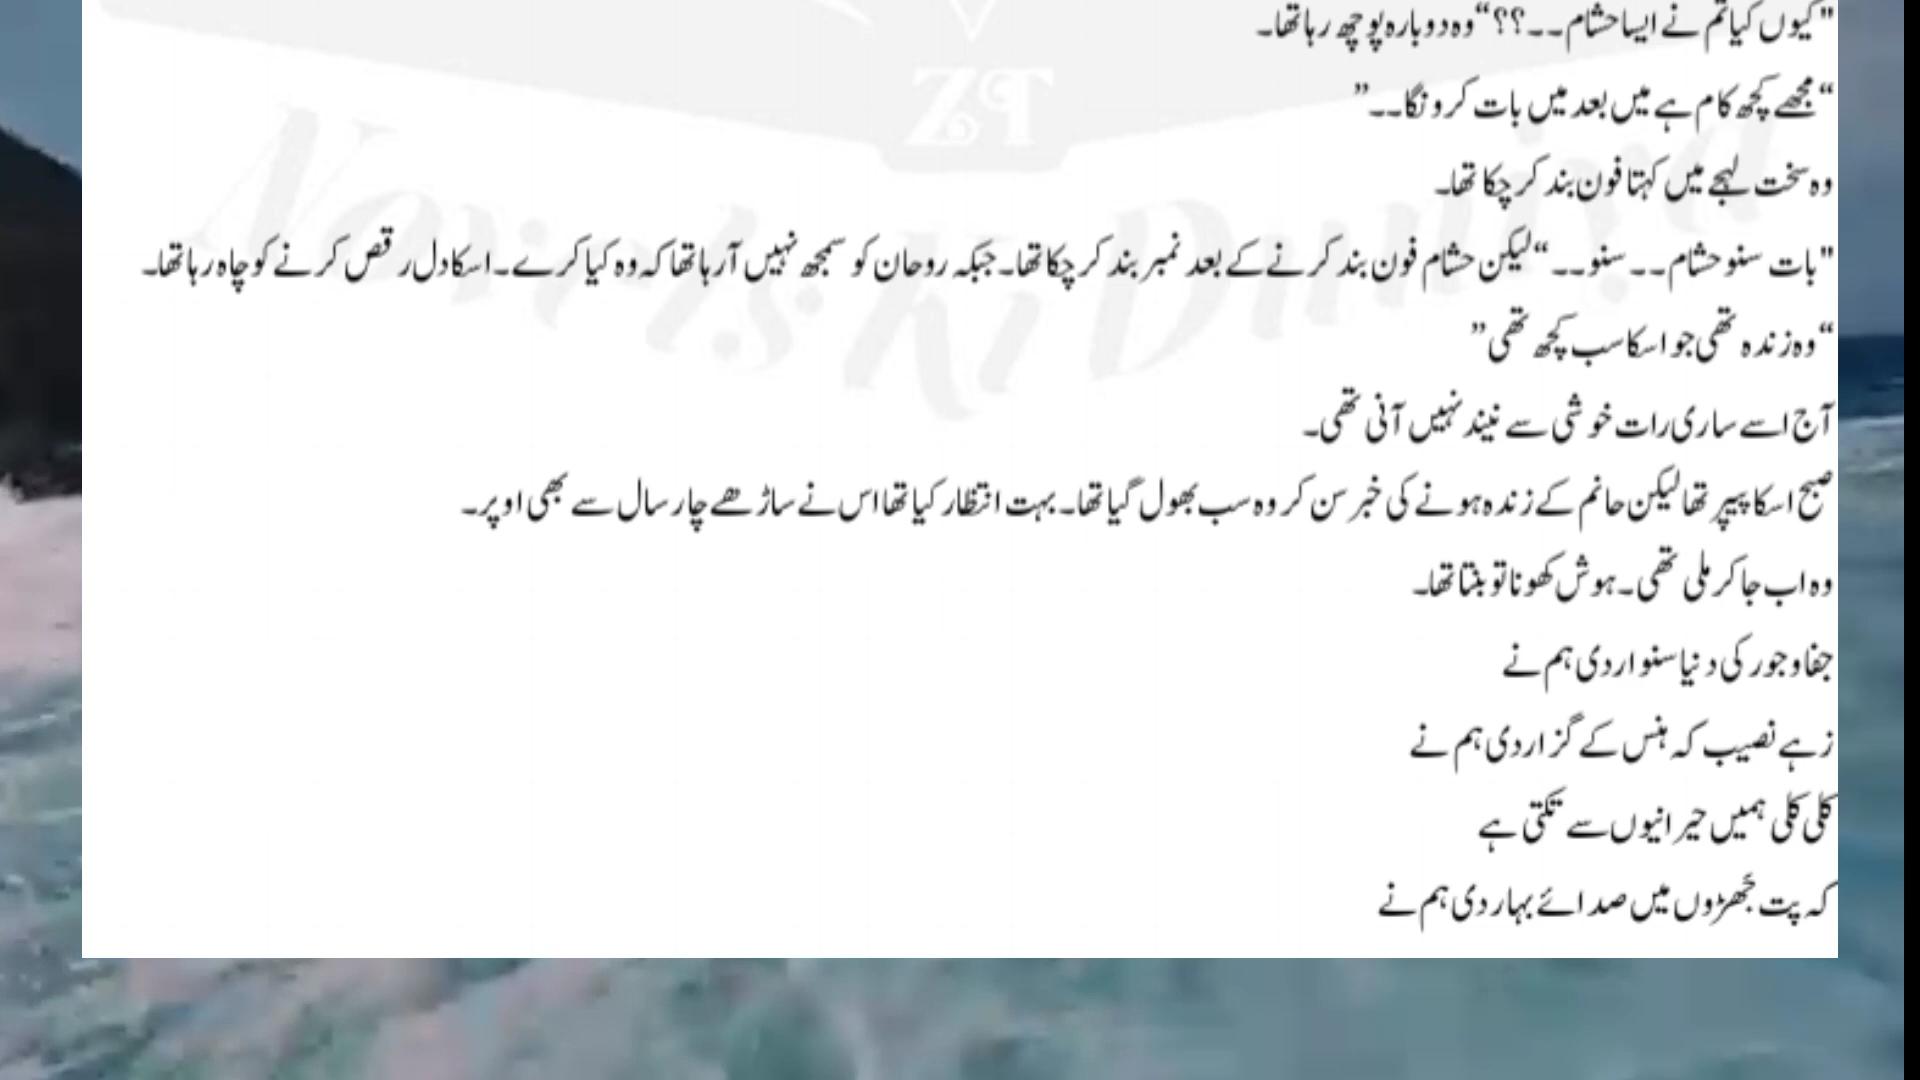 "کیوں کیا تم نے ایسا حشام۔۔؟؟“ وہ دوبارہ پوچھ رہا تھا۔
“مجھے کچھ کام ہے میں بعد میں بات کرونگا۔۔”
وہ سخت لہجے میں کہتا فون بند کر چکا تھا۔
"بات سنو حشام۔۔ سنو۔۔“ لیکن حشام فون بند کرنے کے بعد نمبر بند کر چکا تھا۔ جبکہ روحان کو سمجھ نہیں آرہا تھا کہ وہ کیا کرے۔ اسکا دل رقص کرنے کو چاہ رہا تھا۔
“وہ زندہ تھی جو اسکا سب کچھ تھی”
آج اسے ساری رات خوشی سے نیند نہیں آنی تھی۔
صبح اسکا پیپر تھا لیکن حانم کے زندہ ہونے کی خبر سن کر وہ سب بھول گیا تھا۔ بہت انتظار کیا تھا اس نے ساڑھے چار سال سے بھی اوپر۔
وہ اب جا کر ملی تھی۔ ہوش کھونا تو بنتا تھا۔
جفا و جور کی دنیا سنوار دی ہم نے
زہے نصیب کہ ہنس کے گزار دی ہم نے
کلی کلی ہمیں حیرانیوں سے تکتی ہے
کہ پت جھڑوں میں صدائے بہار دی ہم نے
ZT
Novels Ki Duniya